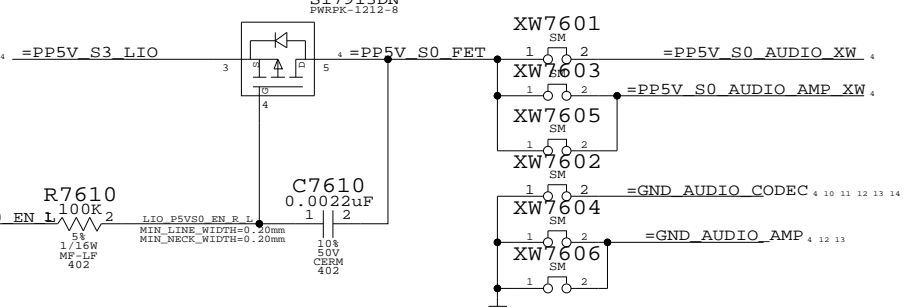 PWRPK-1212-8
4 =PP5V_S3_LIO
3
S
D
G
5
4
4 =PP5V_S0_FET
XW7601
SM
1 2
=PP5V_S0_AUDIO_XW 4
XW7603
SM
1 2
=PP5V_S0_AUDIO_AMP_XW 4
XW7605
SM
1 2
XW7602
SM
1 2
=GND_AUDIO_CODEC 4 10 11 12 13 14
XW7604
SM
1 2
=GND_AUDIO_AMP 4 12 13
XW7606
SM
1 2
R7610
EN_L 1 100K 2
5%
1/16W
MF-LF
402
LIO_P5VS0_EN_R_L
MIN_LINE_WIDTH=0.20mm
MIN_NECK_WIDTH=0.20mm
C7610
0.0022uF
1 2
10%
50V
CERM
402